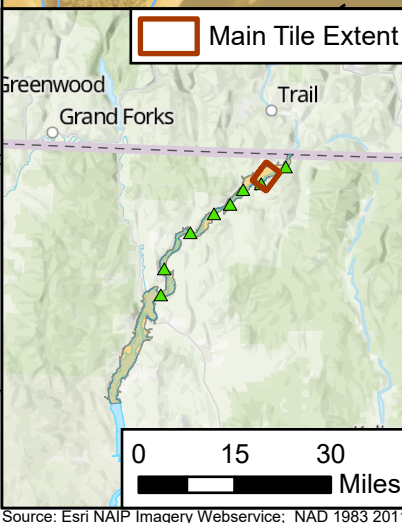 Main Tile Extent
Greenwood
Trail
Grand Forks
0 15 30
Miles
Source: Esri NAIP Imagery Webservice; NAD 1983 201